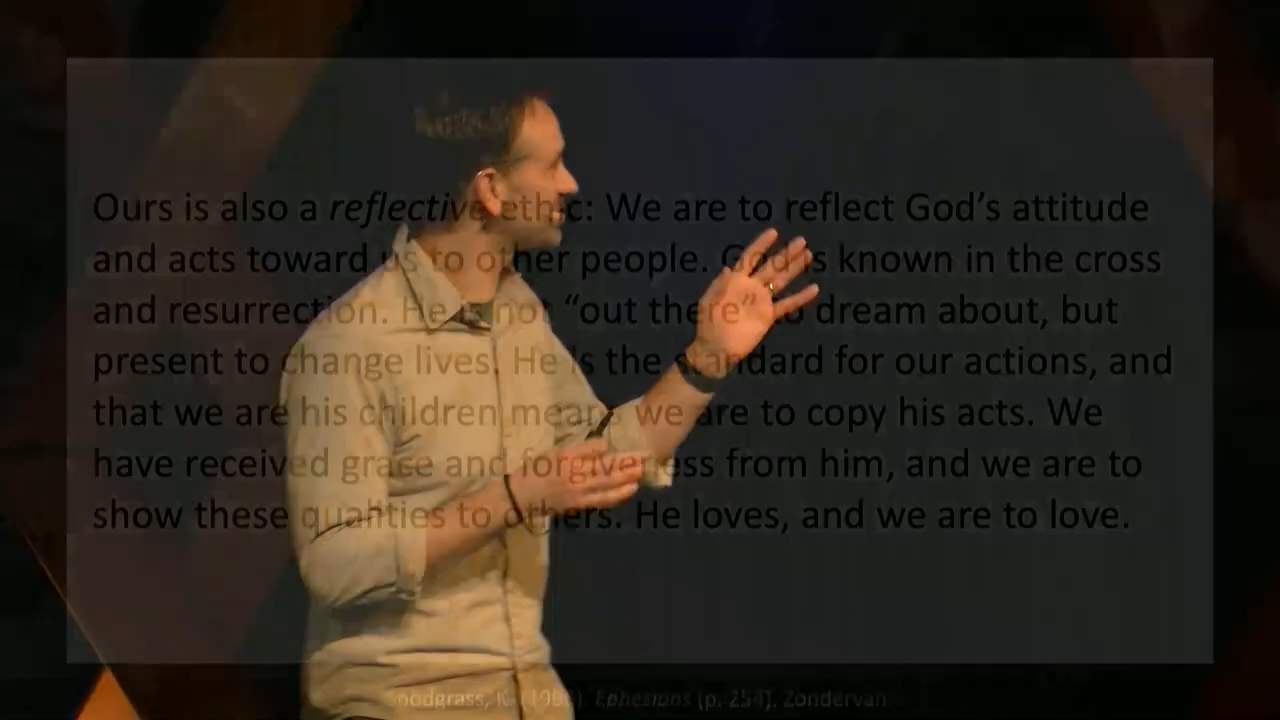 Ours is also a reflective ethic: We are to reflect God’s attitude
and acts toward us to other people. God is known in the cross
and resurrection. He is not “out there” to dream about, but
present to change lives. He is the standard for our actions, and
that we are his children means we are to copy his acts. We
have received grace and forgiveness from him, and we are to
show these qualities to others. He loves, and we are to love.
K. Ephesians (p. 254). Zondervan